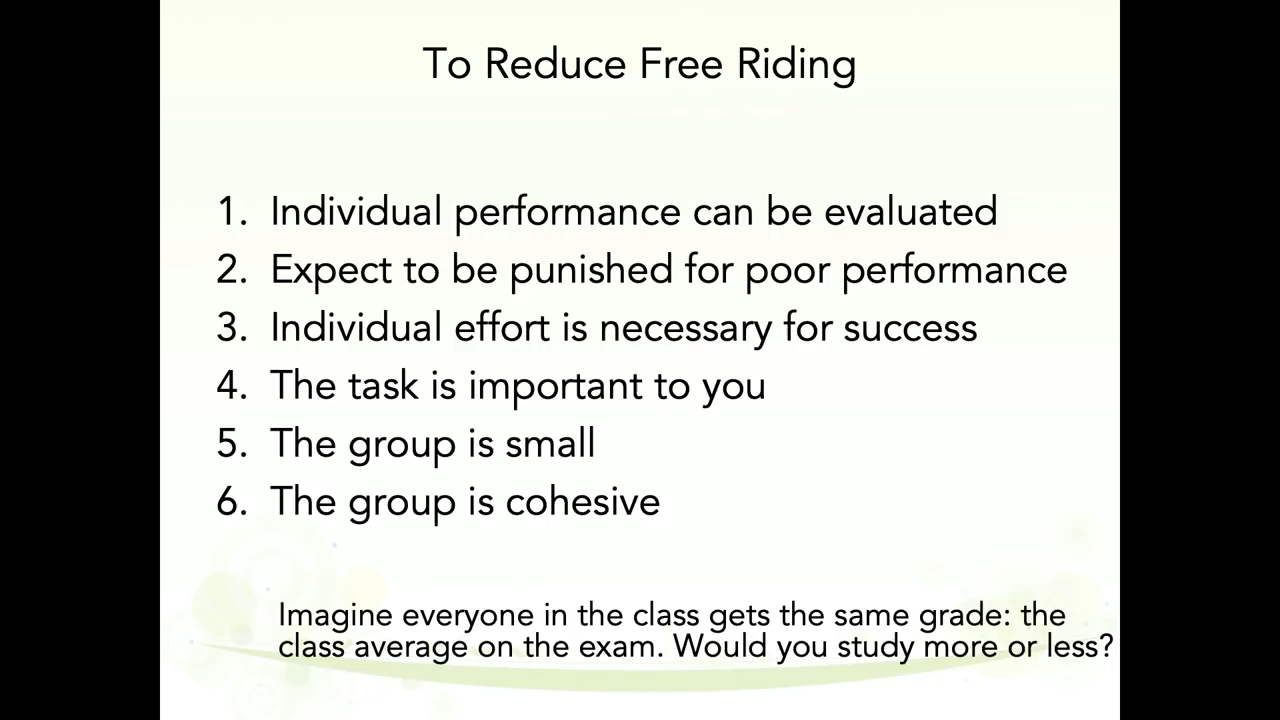 To Reduce Free Riding
1. Individual performance can be evaluated
2. Expect to be punished for poor performance
3. Individual effort is necessary for success
4. The task is important to you
5. The group is small
6. The group is cohesive
Imagine everyone in the class gets the same grade: the
class average on the exam. Would you study more or less?